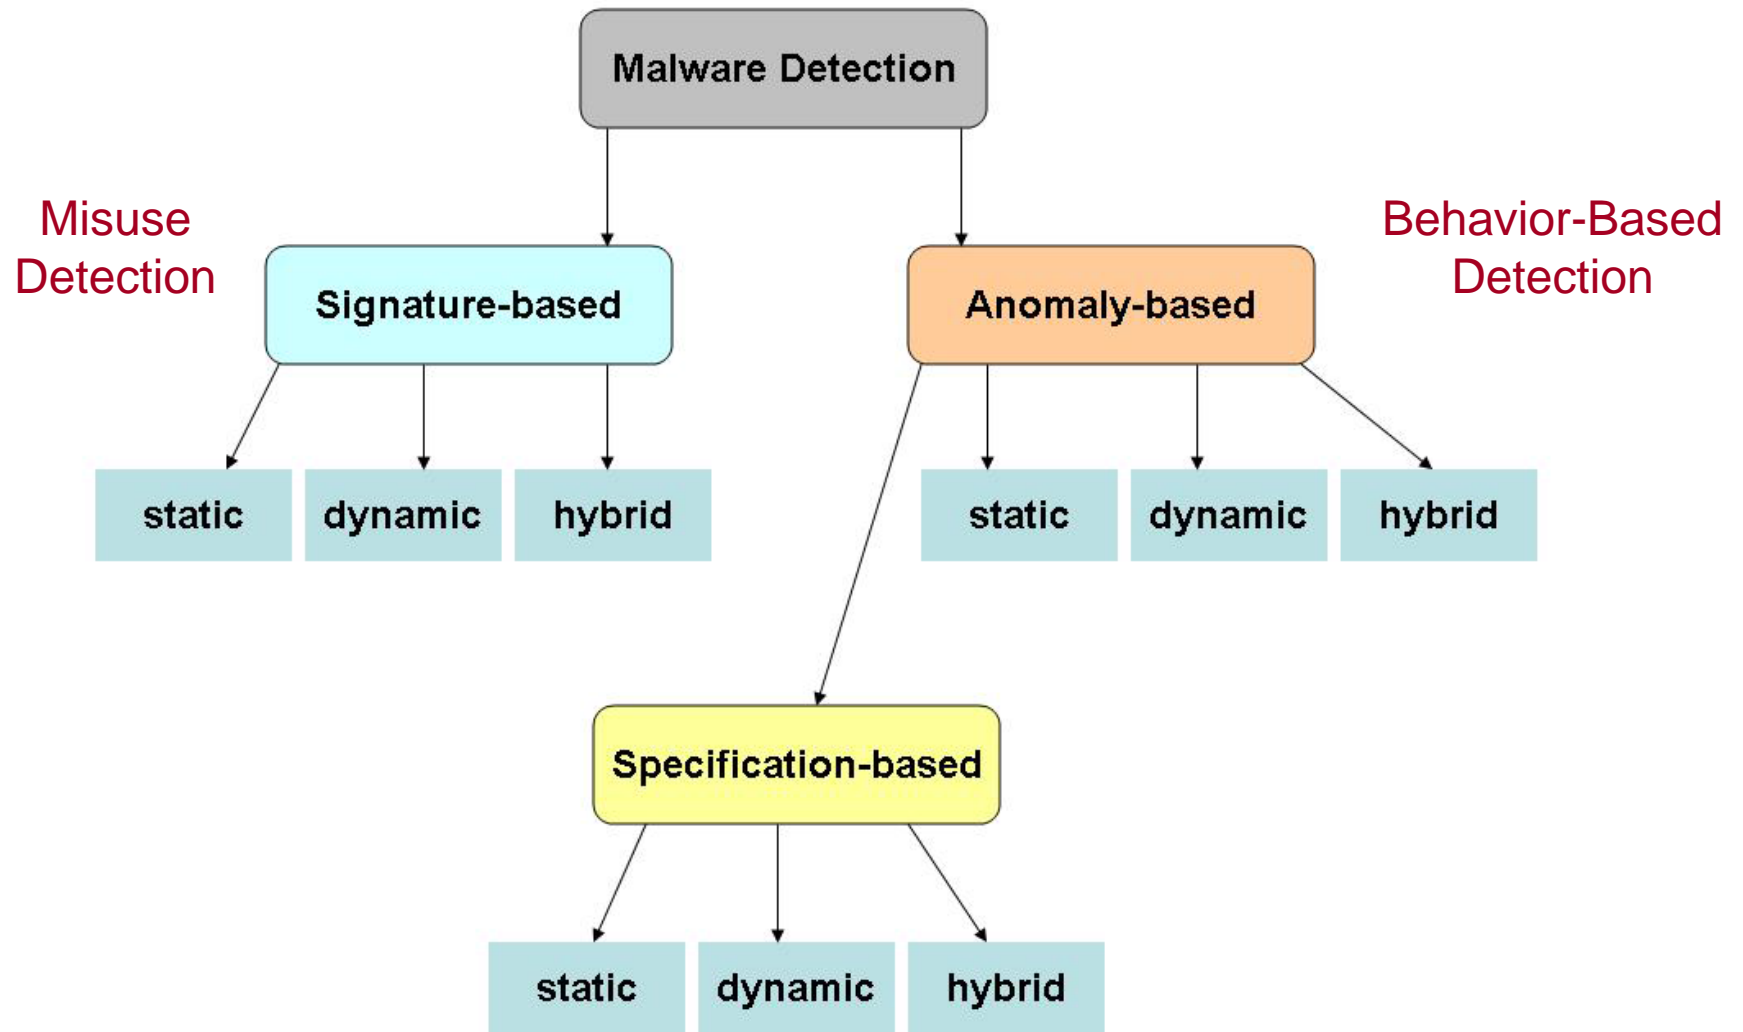 Malware Detection
Misuse
Detection
Behavior-Based
Detection
Signature-based
Anomaly-based
static
dynamic
hybrid
static
dynamic
hybrid
Specification-based
static
dynamic
hybrid